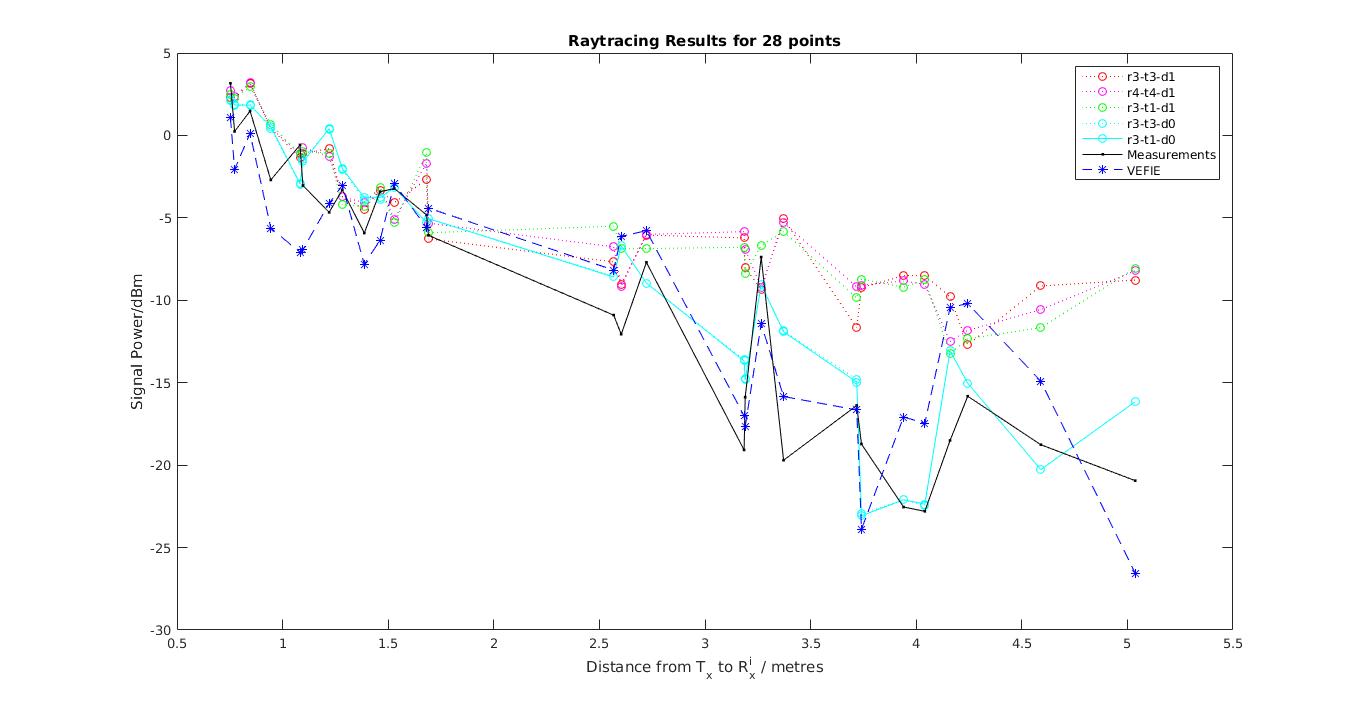 Raytracing Results for 28 points
5
0
-5
-10
-15
-20
-25
-30
Signal Power/dBm
0.5 1 1.5 2 2.5 3 3.5 4 4.5 5 5.5
Distance from Tx to Rxi / metres
r3-t3-d1
r4-t4-d1
r3-t1-d1
r3-t3-d0
r3-t1-d0
Measurements
VEFIE